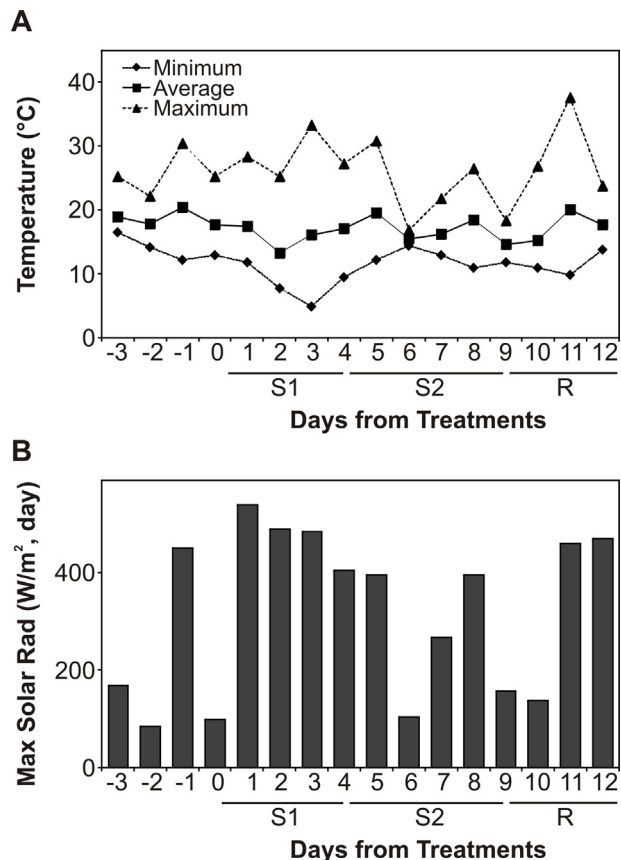 A
Temperature (°C)
40
30
20
10
0
Minimum
Average
Maximum
-3 -2 -1 0 1 2 3 4 5 6 7 8 9 10 11 12
S1 S2 R
Days from Treatments
B
Max Solar Rad (W/m², day)
400
200
0
-3 -2 -1 0 1 2 3 4 5 6 7 8 9 10 11 12
S1 S2 R
Days from Treatments